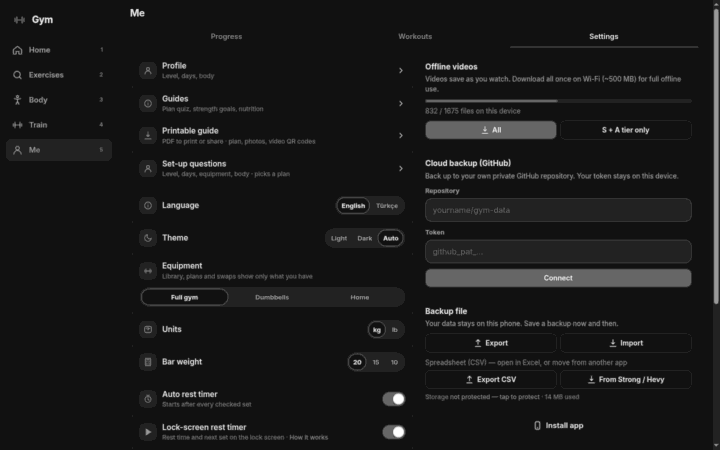 Gym
Home 1
Exercises 2
Body 3
Train 4
Me 5
Me
Progress
Workouts
Settings
Profile
Level, days, body
Guides
Plan quiz, strength goals, nutrition
Printable guide
PDF to print or share · plan, photos, video QR codes
Set-up questions
Level, days, equipment, body · picks a plan
Language
English Türkçe
Theme
Light Dark Auto
Equipment
Library, plans and swaps show only what you have
Full gym Dumbbells Home
Units
kg lb
Bar weight
20 15 10
Auto rest timer
Starts after every checked set
Lock-screen rest timer
Rest time and next set on the lock screen · How it works
Offline videos
Videos save as you watch. Download all once on Wi-Fi (~500 MB) for full offline
use.
832 / 1675 files on this device
All
S + A tier only
Cloud backup (GitHub)
Back up to your own private GitHub repository. Your token stays on this device.
Repository
yourname/gym-data
Token
github_pat_...
Connect
Backup file
Your data stays on this phone. Save a backup now and then.
Export
Import
Spreadsheet (CSV) — open in Excel, or move from another app
Export CSV
From Strong / Hevy
Storage not protected — tap to protect · 14 MB used
Install app